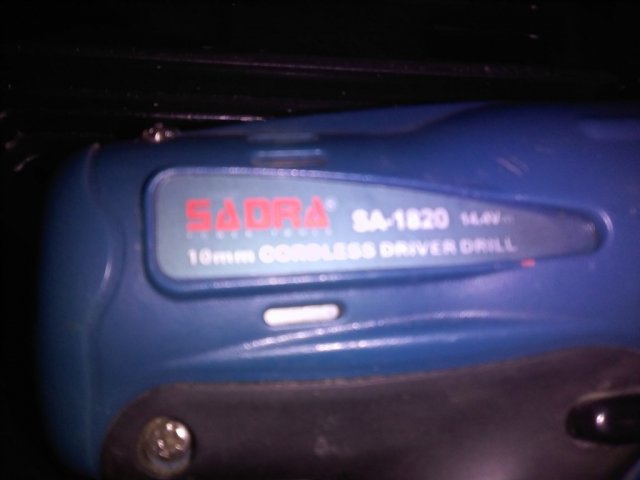 SADRA® SA-1820 14.4V
10mm CORDLESS DRIVER DRILL